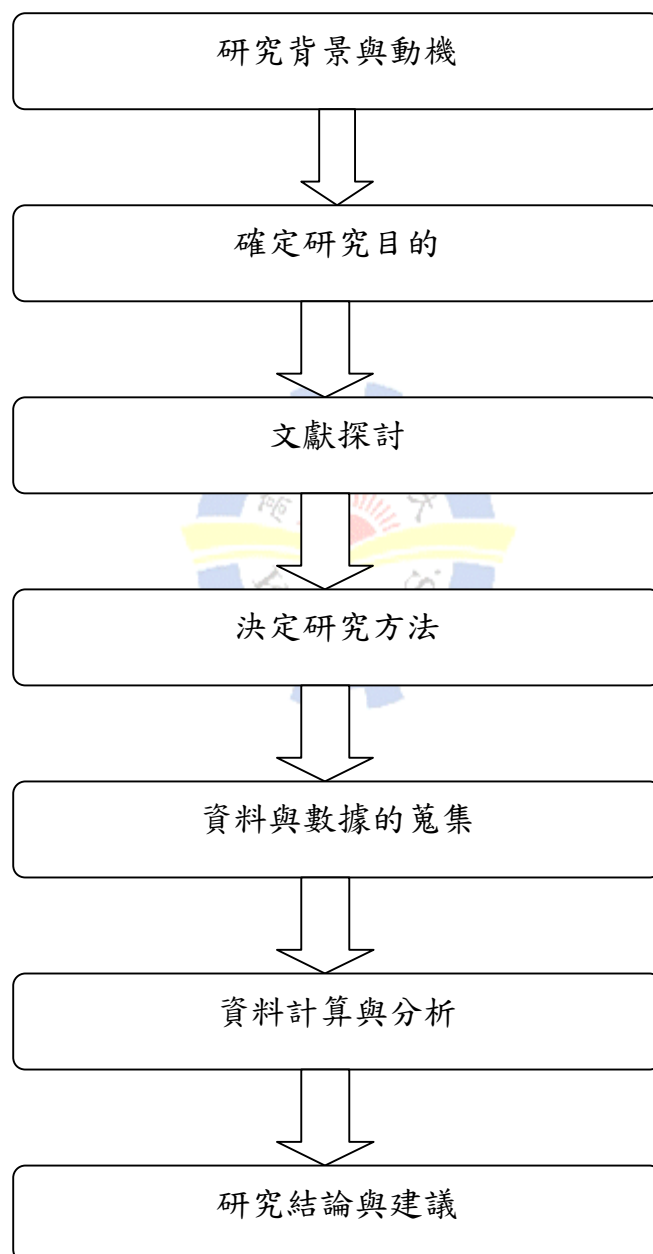 研究背景與動機
確定研究目的
文獻探討
決定研究方法
資料與數據的蒐集
資料計算與分析
研究結論與建議